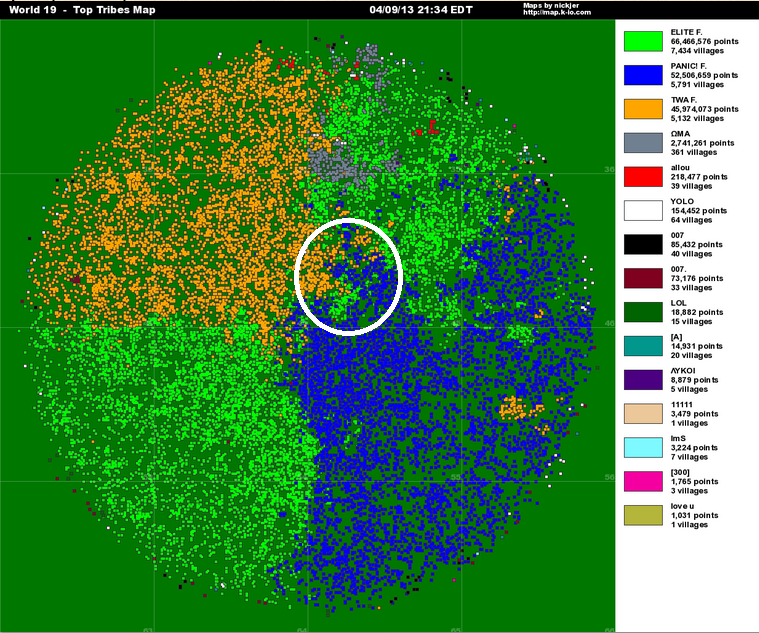 World 19 - Top Tribes Map
04/09/13 21:34 EDT
Maps by nickjer
http://map.k-io.com
ELITE F.
66,466,576 points
7,434 villages
PANIC! F.
52,506,659 points
5,791 villages
TWA F.
45,974,073 points
5,132 villages
ΩMA
2,741,261 points
361 villages
allou
218,477 points
39 villages
YOLO
154,452 points
64 villages
007
85,432 points
40 villages
007.
73,176 points
33 villages
LOL
18,882 points
15 villages
[A]
14,931 points
20 villages
ΛYKOI
8,879 points
5 villages
11111
3,479 points
1 villages
ImS
3,224 points
7 villages
[300]
1,765 points
3 villages
love u
1,031 points
1 villages